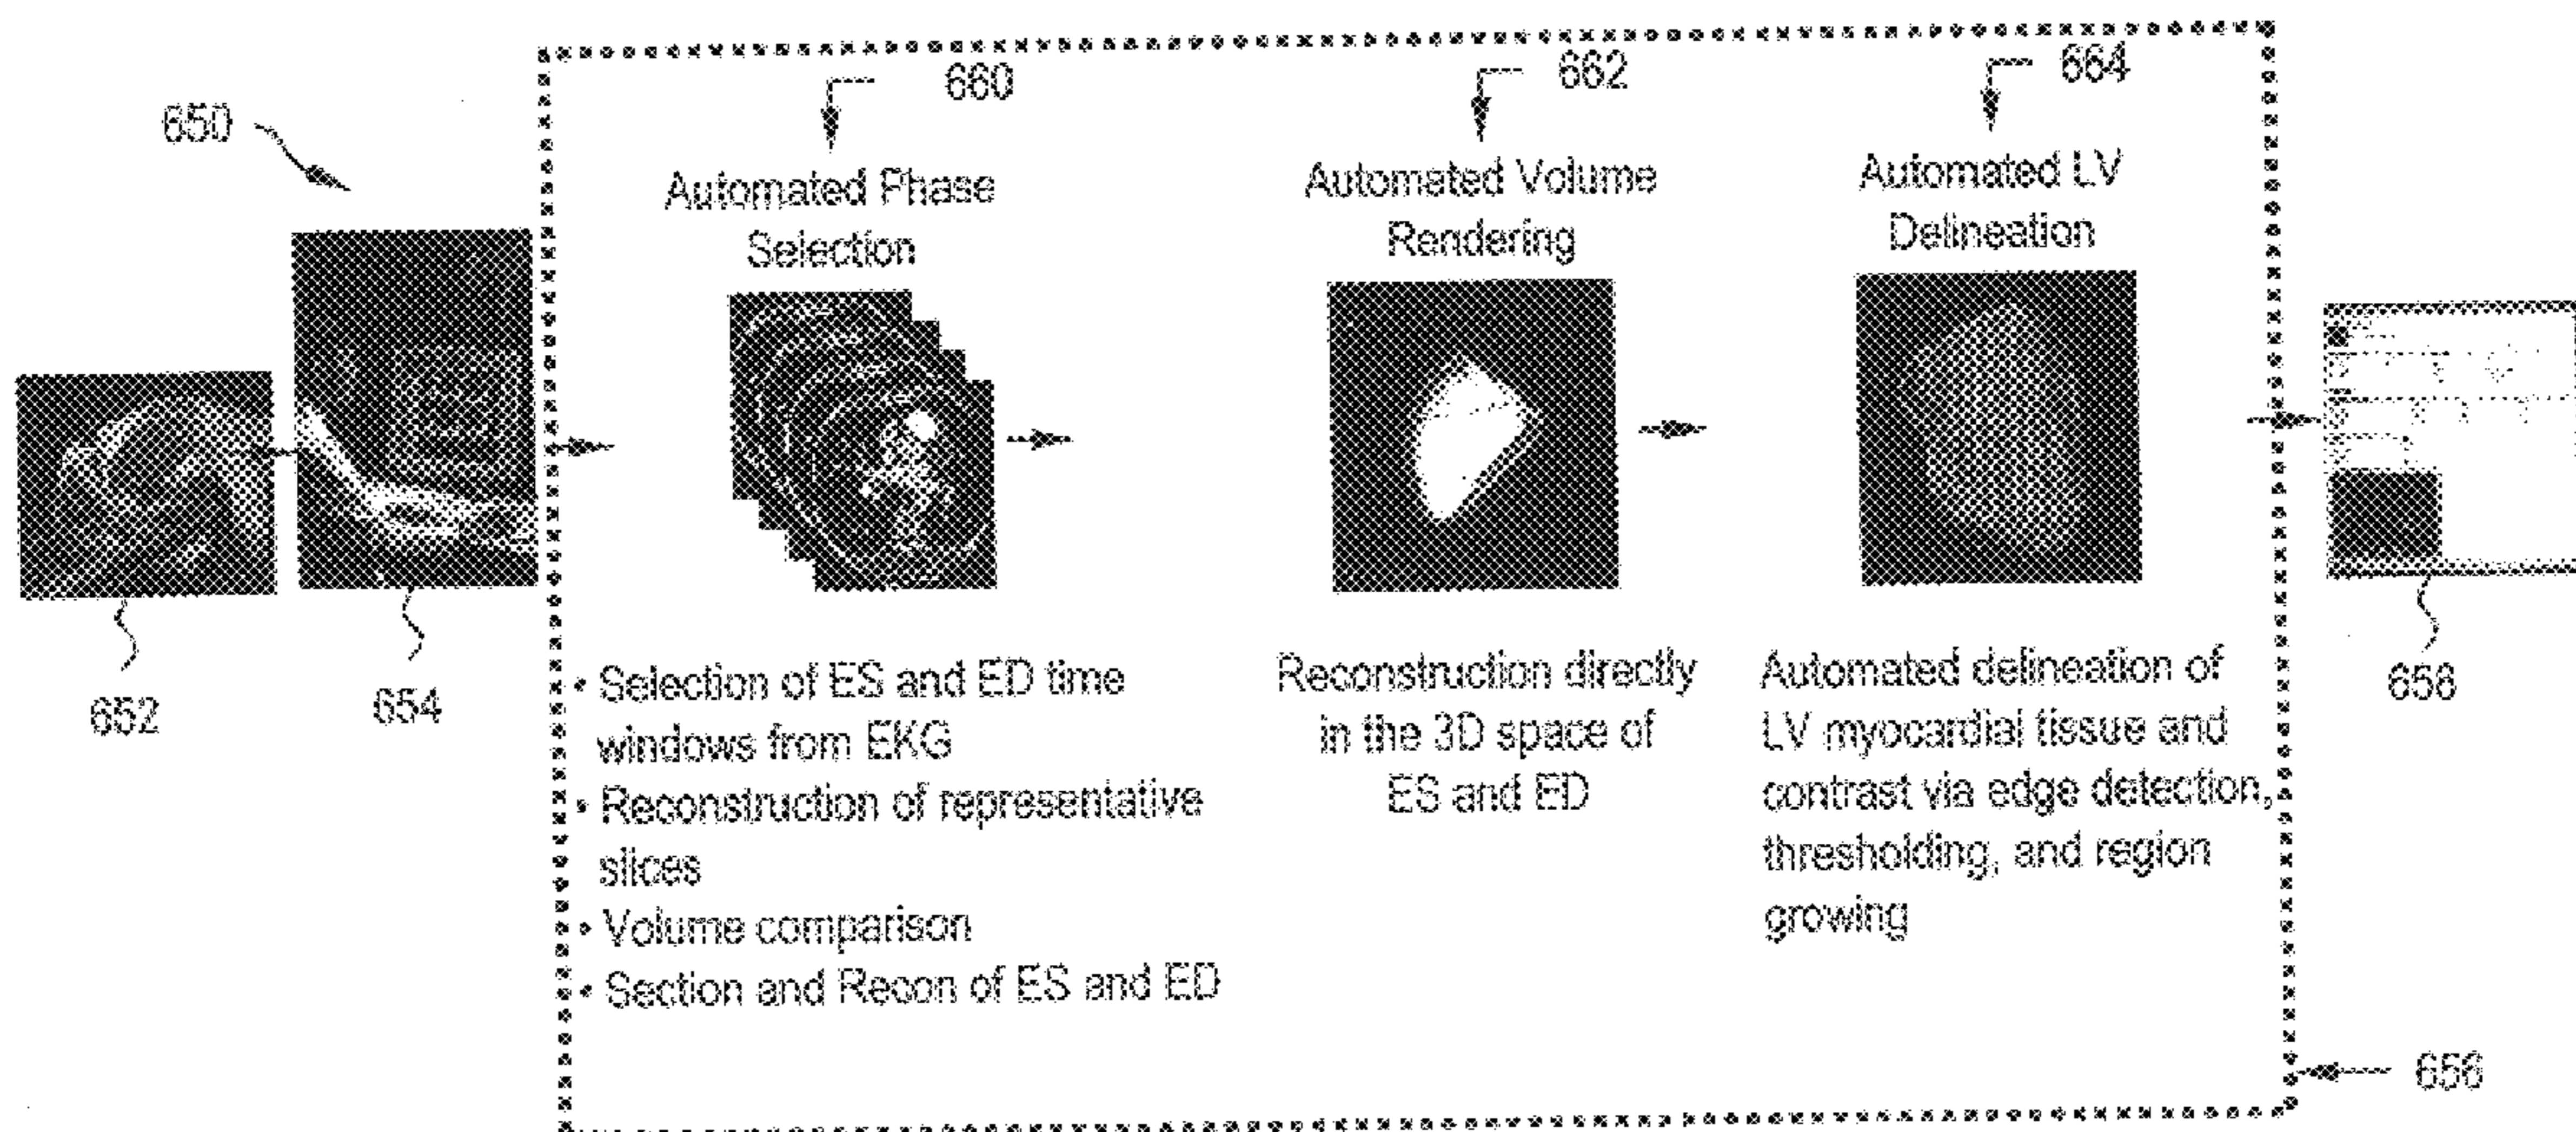 650
660
662
664
Automated Phase
Selection
Automated Volume
Rendering
Automated LV
Delineation
652
654
• Selection of ES and ED time
windows from EKG
• Reconstruction of representative
slices
• Volume comparison
• Section and Recon of ES and ED
Reconstruction directly
in the 3D space of
ES and ED
Automated delineation of
LV myocardial tissue and
contrast via edge detection,
thresholding, and region
growing
658
656